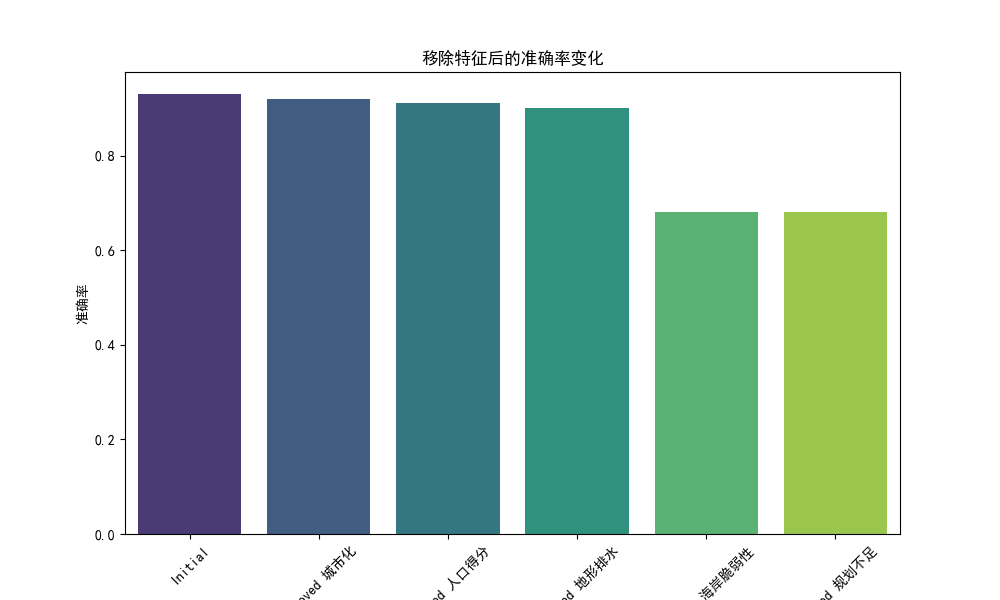 移除特征后的准确率变化
准确率
0.8
0.6
0.4
0.2
0.0
Initial
城市化
人口得分
地形排水
海岸脆弱性
规划不足